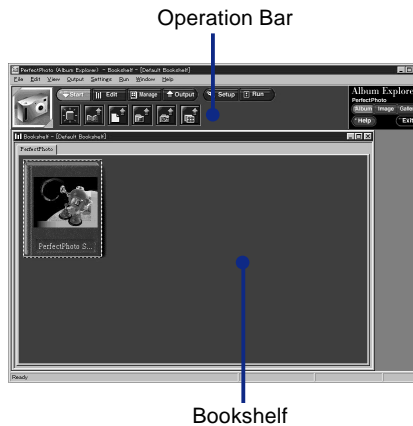 Operation Bar
PerfectPhoto (Album Explorer) - Bookshelf - [Default Bookshelf]
File Edit View Output Settings Run Window Help
Start Edit Manage Output Setup Run
Album Explore
PerfectPhoto
Album Image Galle
Help Exit
Bookshelf - [Default Bookshelf]
PerfectPhoto
PerfectPhoto S...
Ready
Bookshelf